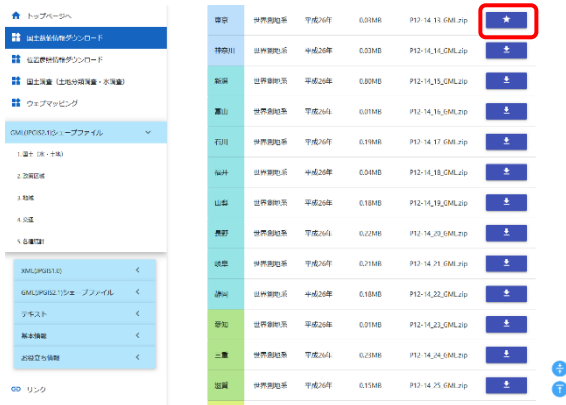 トップページへ
国土数値情報ダウンロード
位置参照情報ダウンロード
国土調査（土地分類調査・水調査）
ウェブマッピング
GML(JPGIS2.1)シェープファイル
1. 国土（水・土地）
2. 政策区域
3. 地域
4. 交通
5. 各種統計
XML(JPGIS1.0)
GML(JPGIS2.1)シェープファイル
テキスト
基本情報
お役立ち情報
リンク
東京 世界測地系 平成26年 0.03MB P12-14_13_GML.zip
神奈川 世界測地系 平成26年 0.03MB P12-14_14_GML.zip
新潟 世界測地系 平成26年 0.80MB P12-14_15_GML.zip
富山 世界測地系 平成26年 0.01MB P12-14_16_GML.zip
石川 世界測地系 平成26年 0.19MB P12-14_17_GML.zip
福井 世界測地系 平成26年 0.04MB P12-14_18_GML.zip
山梨 世界測地系 平成26年 0.18MB P12-14_19_GML.zip
長野 世界測地系 平成26年 0.22MB P12-14_20_GML.zip
岐阜 世界測地系 平成26年 0.21MB P12-14_21_GML.zip
静岡 世界測地系 平成26年 0.18MB P12-14_22_GML.zip
愛知 世界測地系 平成26年 0.01MB P12-14_23_GML.zip
三重 世界測地系 平成26年 0.23MB P12-14_24_GML.zip
滋賀 世界測地系 平成26年 0.15MB P12-14_25_GML.zip